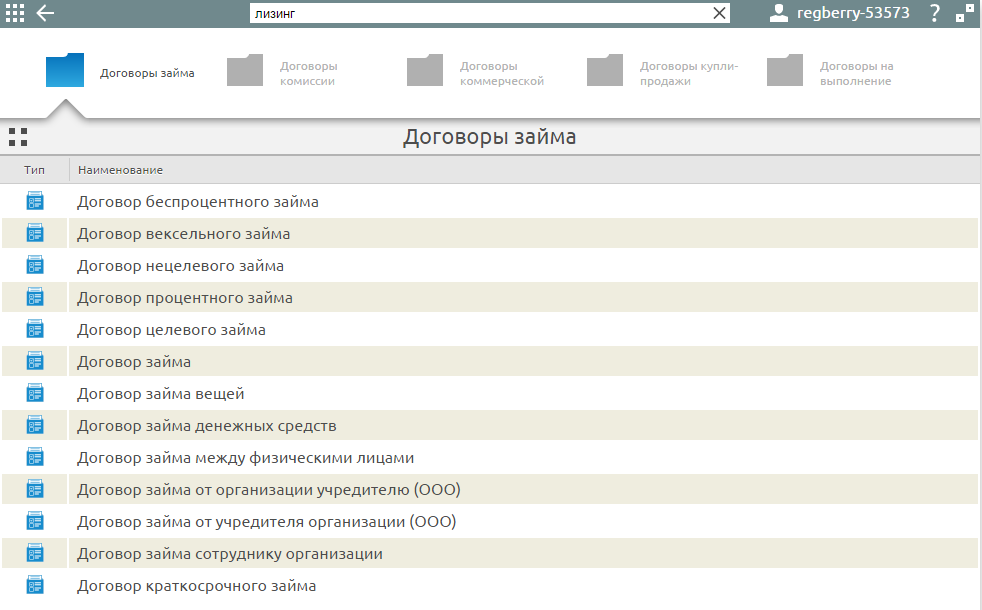 лизинг
regberry-53573 ?
Договоры займа
Договоры
комиссии
Договоры
коммерческой
Договоры купли-
продажи
Договоры на
выполнение
Договоры займа
Тип Наименование
Договор беспроцентного займа
Договор вексельного займа
Договор нецелевого займа
Договор процентного займа
Договор целевого займа
Договор займа
Договор займа вещей
Договор займа денежных средств
Договор займа между физическими лицами
Договор займа от организации учредителю (ООО)
Договор займа от учредителя организации (ООО)
Договор займа сотруднику организации
Договор краткосрочного займа